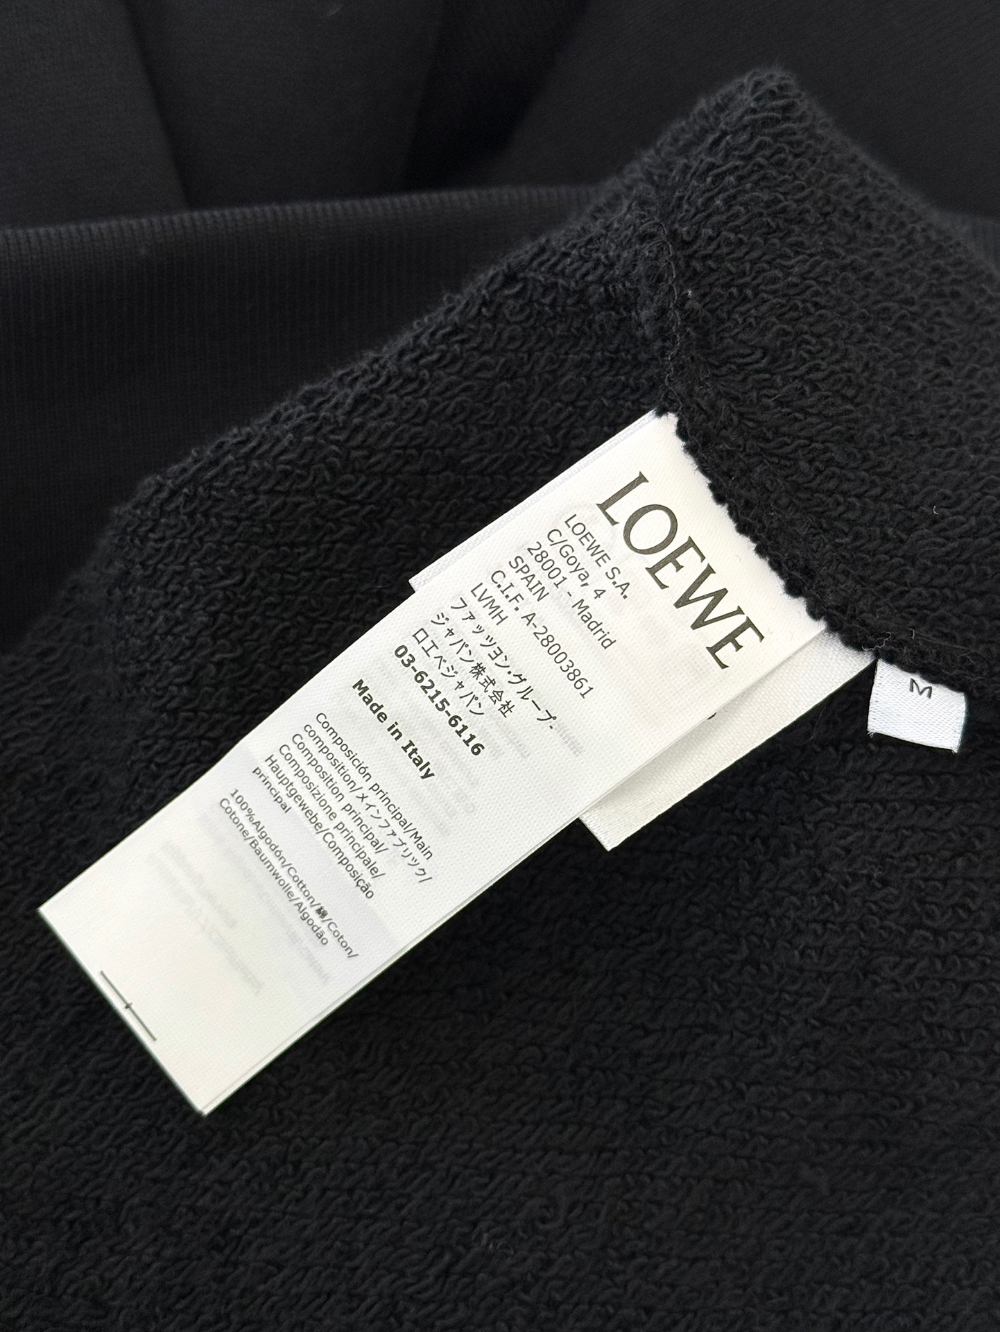 LOEWE
LOEWE S.A.
C/Goya, 4
28001 - Madrid
SPAIN
C.I.F. A-28003861
LVMH
ファッツョン・グループ.
ジャパン株式会社
ロエベジャパン
03-6215-6116
Made in Italy
Composición principal/Main
composition/メインファブリック/
Composition principal/
Composizione principale/
Hauptgewebe/Composição
principal
100%Algodón/Cotton/綿/Coton/
Cotone/Baumwolle/Algodão
M